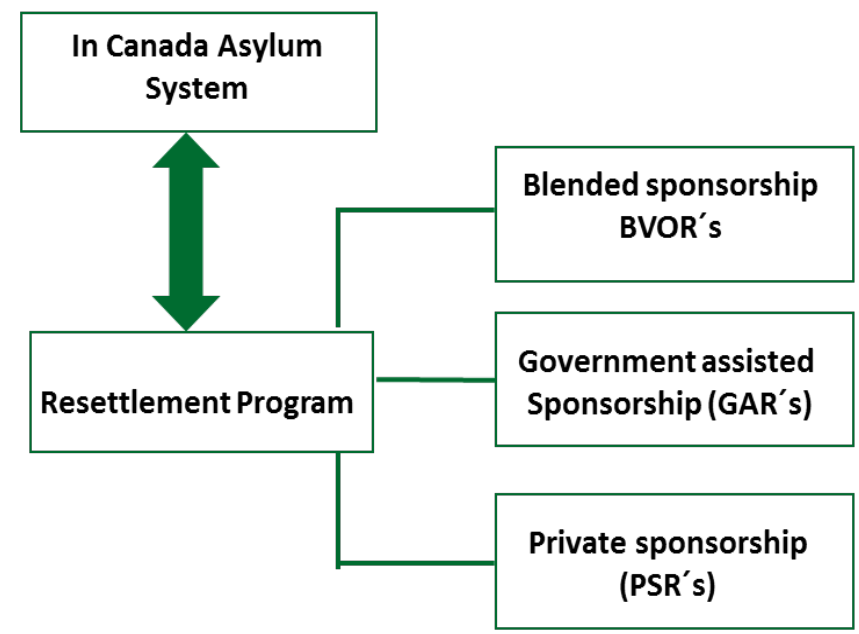 In Canada Asylum
System
Blended sponsorship
BVOR´s
Government assisted
Sponsorship (GAR´s)
Resettlement Program
Private sponsorship
(PSR´s)